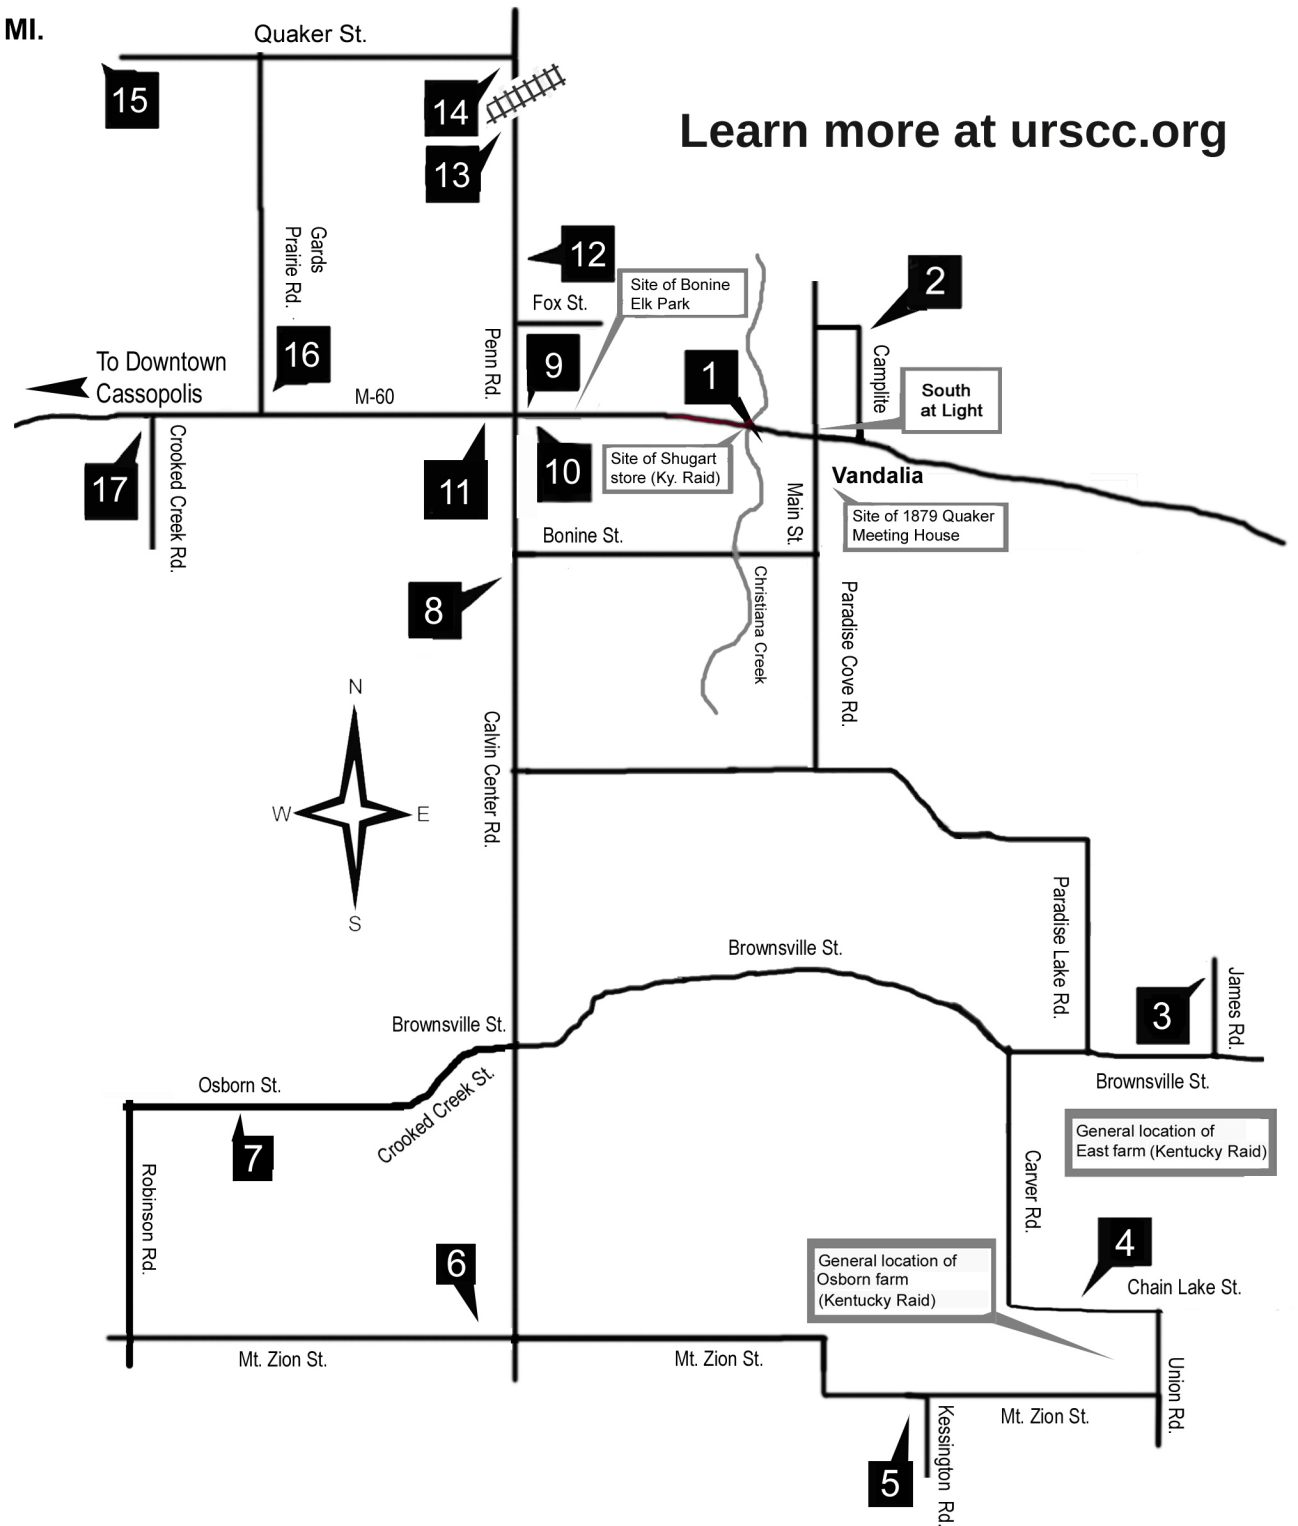 MI.
Quaker St.
15
14
13
Learn more at urscc.org
Gards
Prairie Rd.
12
2
Site of Bonine
Elk Park
Fox St.
Penn Rd.
16
9
1
Camplite
To Downtown
Cassopolis
M-60
South
at Light
17
Crooked Creek Rd.
11
10
Site of Shugart
store (Ky. Raid)
Vandalia
Main St.
Site of 1879 Quaker
Meeting House
Bonine St.
8
Christiana Creek
Paradise Cove Rd.
N
W
E
S
Calvin Center Rd.
Paradise Lake Rd.
Brownsville St.
3
James Rd.
Brownsville St.
Osborn St.
Crooked Creek St.
Brownsville St.
7
General location of
East farm (Kentucky Raid)
Robinson Rd.
Carver Rd.
6
4
General location of
Osborn farm
(Kentucky Raid)
Chain Lake St.
Mt. Zion St.
Mt. Zion St.
Union Rd.
Mt. Zion St.
5
Kessington Rd.